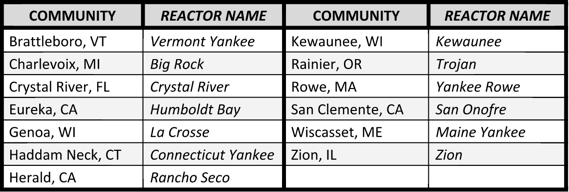 COMMUNITY REACTOR NAME COMMUNITY REACTOR NAME
Brattleboro, VT Vermont Yankee Kewaunee, WI Kewaunee
Charlevoix, MI Big Rock Rainier, OR Trojan
Crystal River, FL Crystal River Rowe, MA Yankee Rowe
Eureka, CA Humboldt Bay San Clemente, CA San Onofre
Genoa, WI La Crosse Wiscasset, ME Maine Yankee
Haddam Neck, CT Connecticut Yankee Zion, IL Zion
Herald, CA Rancho Seco